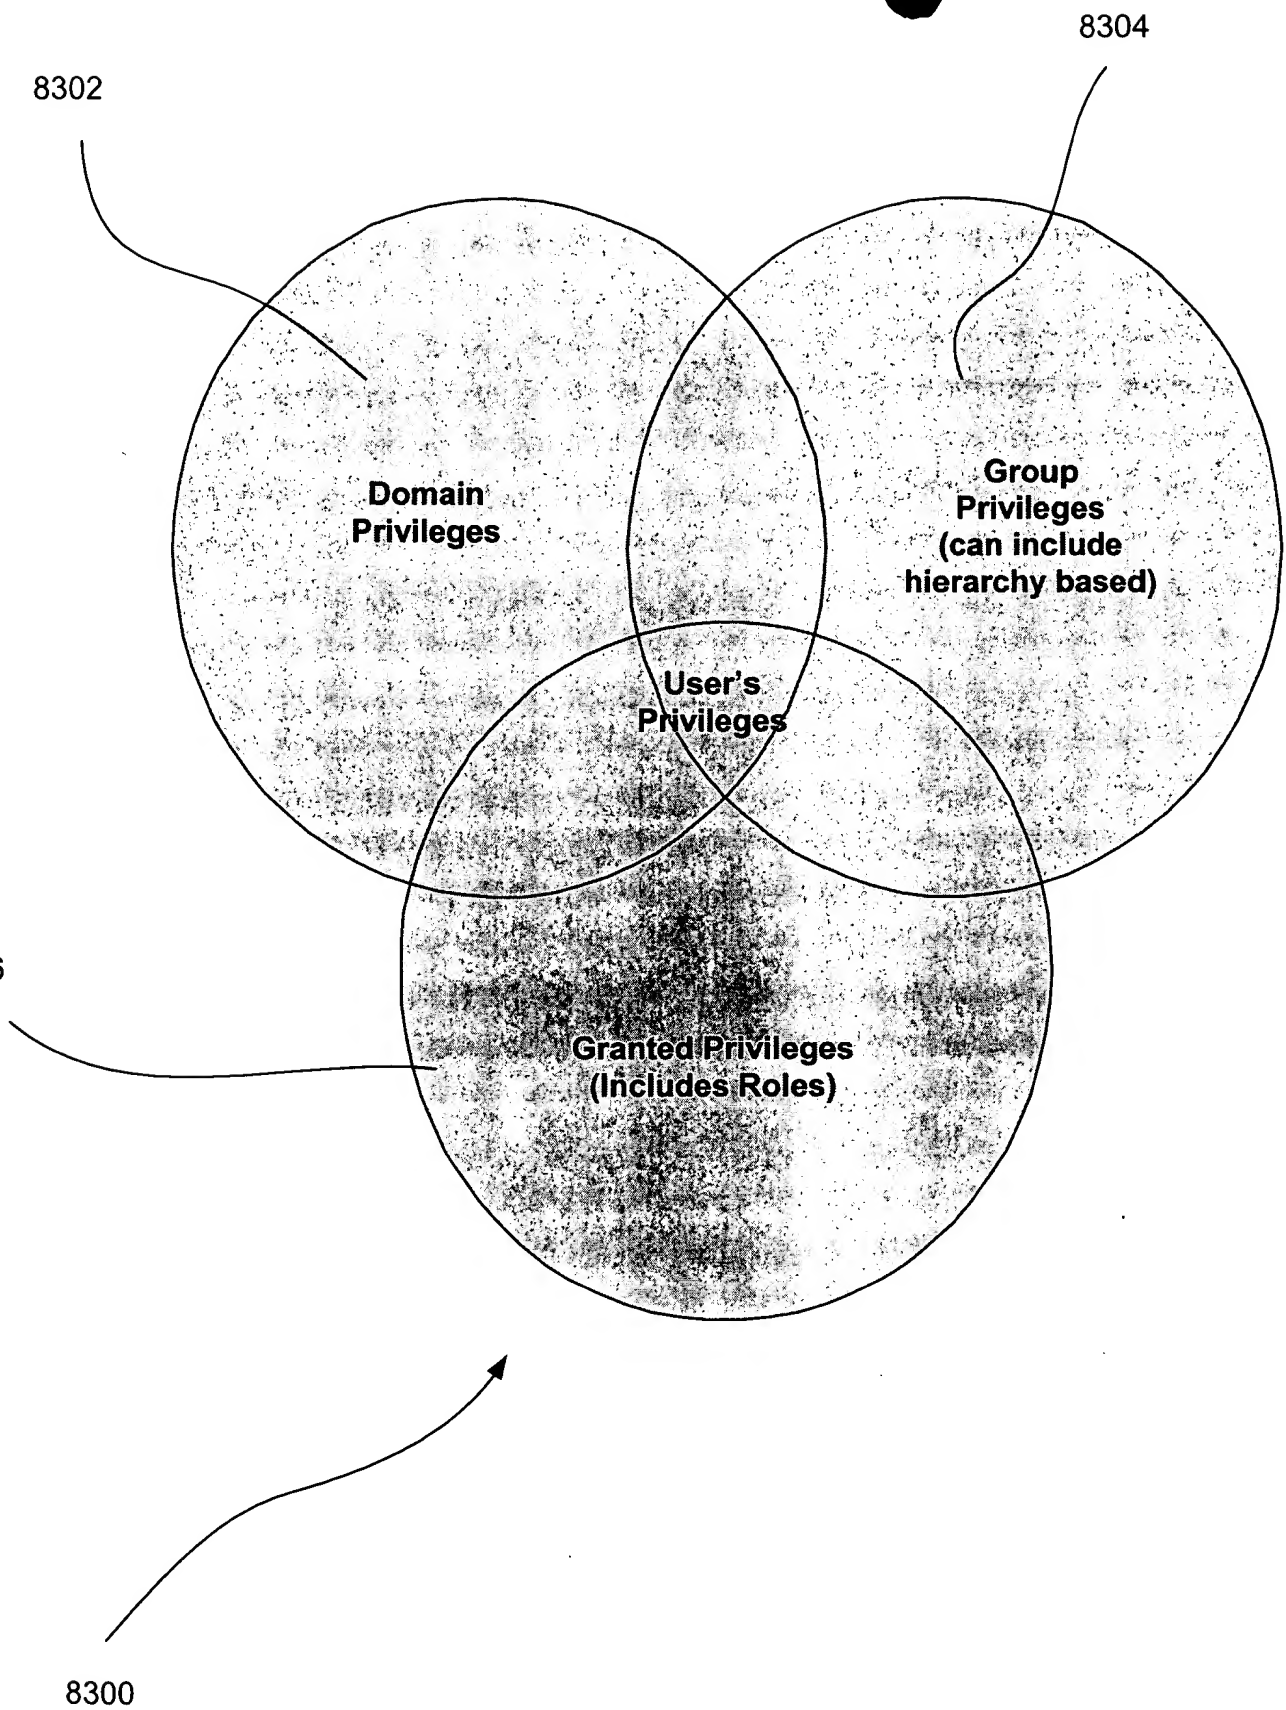 8304
8302
Domain
Privileges
Group
Privileges
(can include
hierarchy based)
User's
Privileges
Granted Privileges
(Includes Roles)
8300